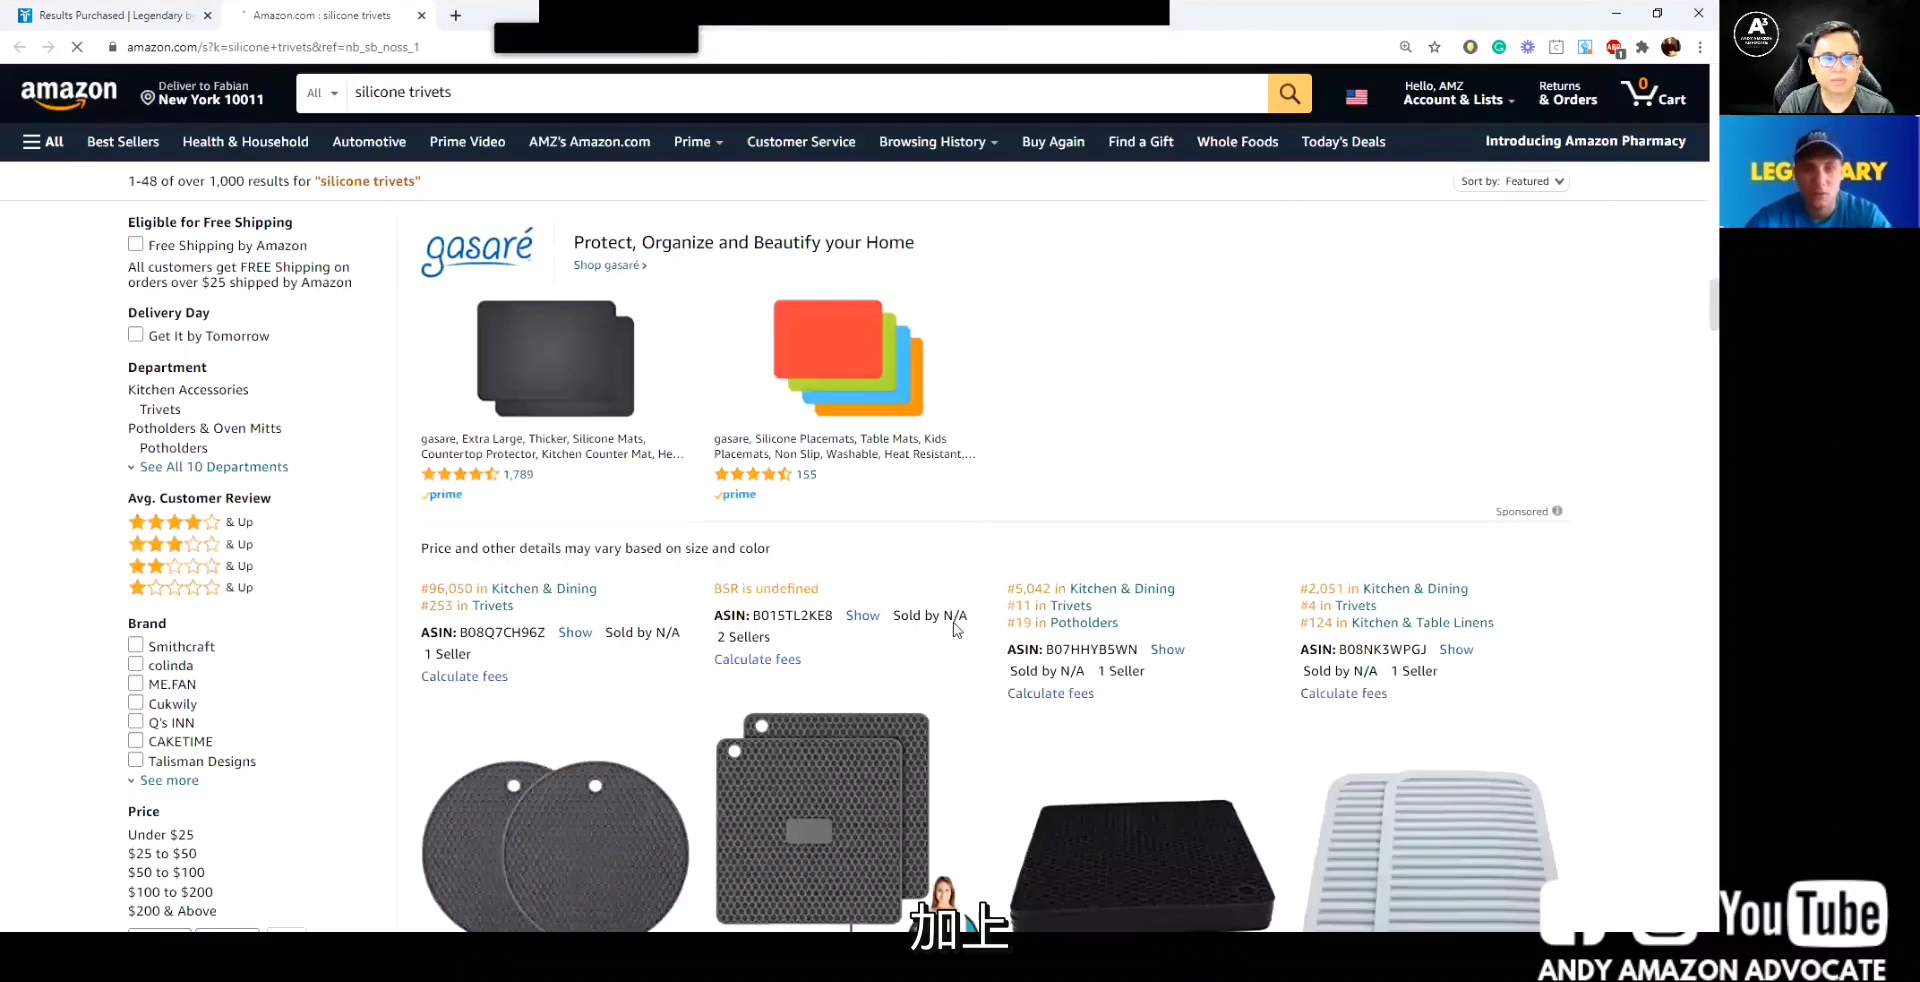 Results Purchased | Legendary b
Amazon.com : silicone trivets
amazon.com/s?k=silicone+trivets&ref=nb_sb_noss_1
amazon
Deliver to Fabian
New York 10011
All
silicone trivets
Hello, AMZ
Account & Lists
Returns
& Orders
0
Cart
All
Best Sellers
Health & Household
Automotive
Prime Video
AMZ's Amazon.com
Prime
Customer Service
Browsing History
Buy Again
Find a Gift
Whole Foods
Today's Deals
Introducing Amazon Pharmacy
1-48 of over 1,000 results for "silicone trivets"
Sort by: Featured
Eligible for Free Shipping
Free Shipping by Amazon
All customers get FREE Shipping on
orders over $25 shipped by Amazon
Delivery Day
Get It by Tomorrow
Department
Kitchen Accessories
Trivets
Potholders & Oven Mitts
Potholders
See All 10 Departments
Avg. Customer Review
& Up
& Up
& Up
& Up
Brand
Smithcraft
colinda
ME.FAN
Cukwily
Q's INN
CAKETIME
Talisman Designs
See more
Price
Under $25
$25 to $50
$50 to $100
$100 to $200
$200 & Above
gasaré
Protect, Organize and Beautify your Home
Shop gasaré ›
gasare, Extra Large, Thicker, Silicone Mats,
Countertop Protector, Kitchen Counter Mat, He...
1,789
prime
gasare, Silicone Placemats, Table Mats, Kids
Placemats, Non Slip, Washable, Heat Resistant,...
155
prime
Sponsored
Price and other details may vary based on size and color
#96,050 in Kitchen & Dining
#253 in Trivets
ASIN: B08Q7CH96Z Show Sold by N/A
1 Seller
Calculate fees
BSR is undefined
ASIN: B015TL2KE8 Show Sold by N/A
2 Sellers
Calculate fees
#5,042 in Kitchen & Dining
#11 in Trivets
#19 in Potholders
ASIN: B07HHYB5WN Show
Sold by N/A 1 Seller
Calculate fees
#2,051 in Kitchen & Dining
#4 in Trivets
#124 in Kitchen & Table Linens
ASIN: B08NK3WPGJ Show
Sold by N/A 1 Seller
Calculate fees
加上
YouTube
ANDY AMAZON ADVOCATE